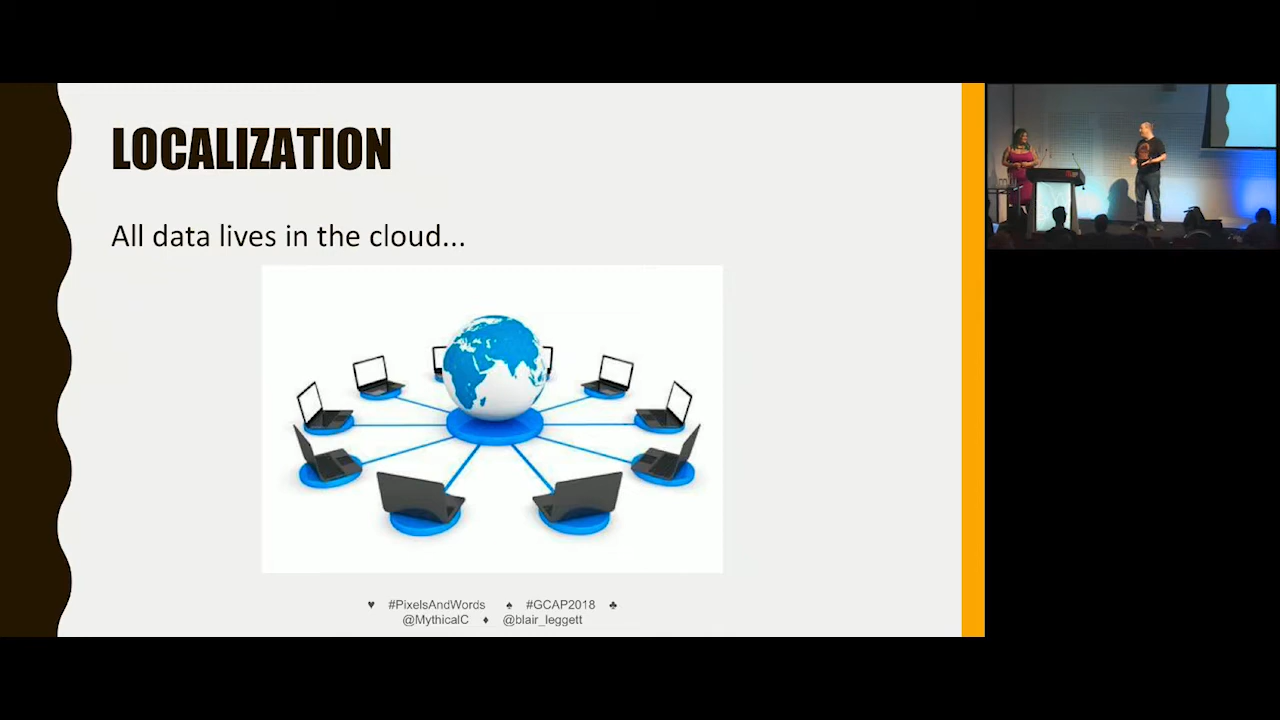 LOCALIZATION
All data lives in the cloud...
♥ #PixelsAndWords ♠ #GCAP2018 ♣
@MythicalC ♦ @blair_leggett